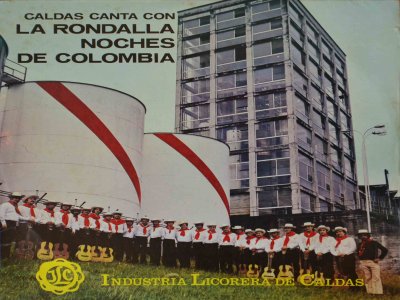 CALDAS CANTA CON
LA RONDALLA
NOCHES
DE COLOMBIA
ILC
INDUSTRIA LICORERA DE CALDAS